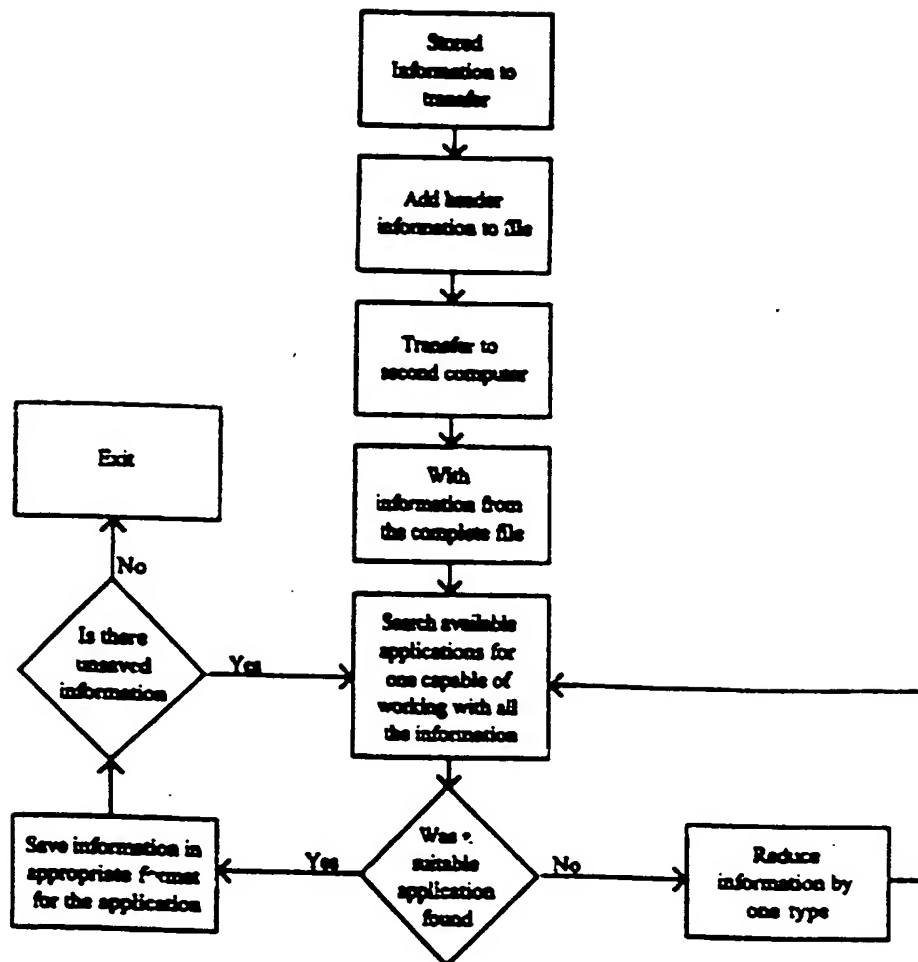 Stored
Information to
transfer
Add header
information to file
Transfer to
second computer
With
information from
the complete file
Exit
No
Is there
unsaved
information
Yes
Search available
applications for
one capable of
working with all
the information
Save information in
appropriate format
for the application
Yes
Was a
suitable
application
found
No
Reduce
information by
one type